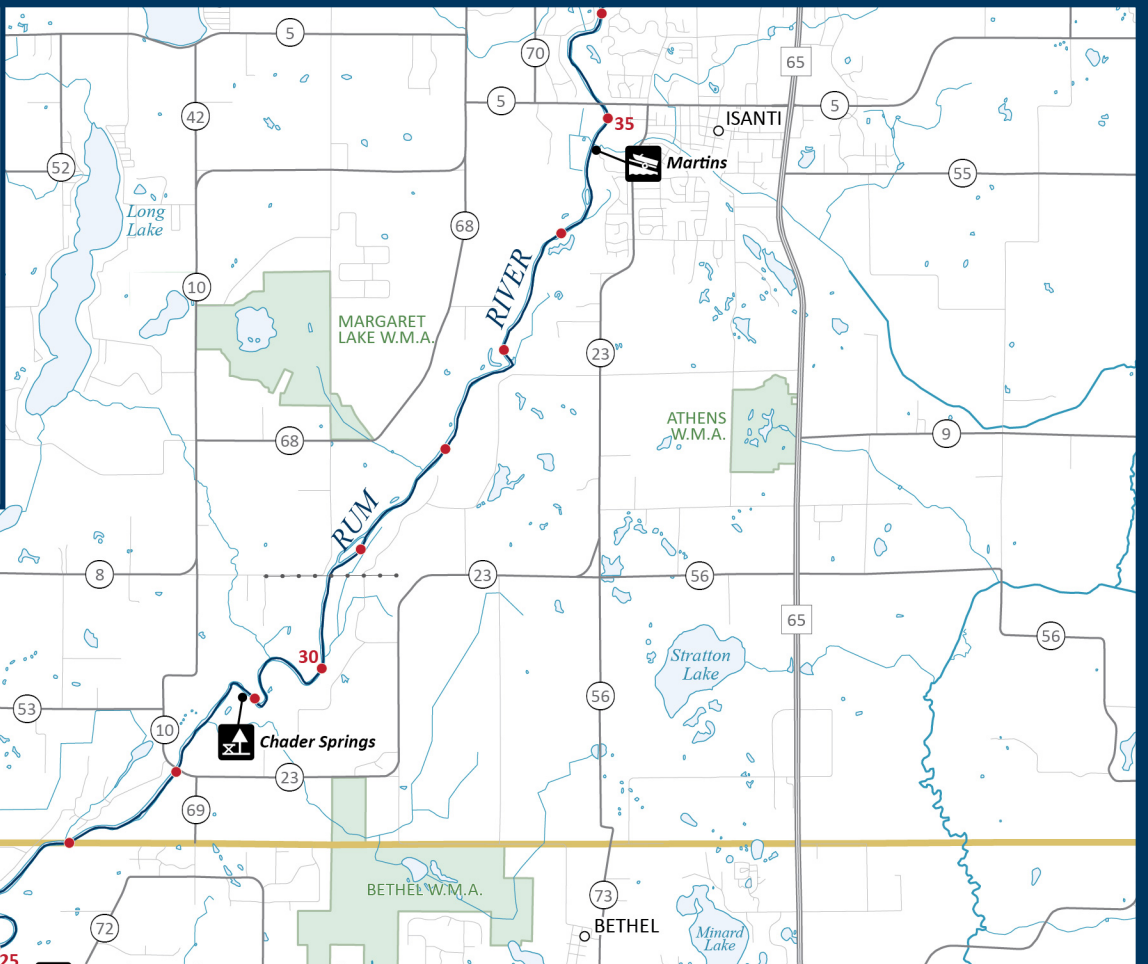 5
70
65
5
5
35
ISANTI
42
Martins
52
55
Long
Lake
68
RIVER
10
MARGARET
LAKE W.M.A.
23
ATHENS
W.M.A.
9
68
RUM
8
23
56
65
56
30
Stratton
Lake
53
56
10
Chader Springs
23
69
BETHEL W.M.A.
73
72
BETHEL
Minard
Lake
25